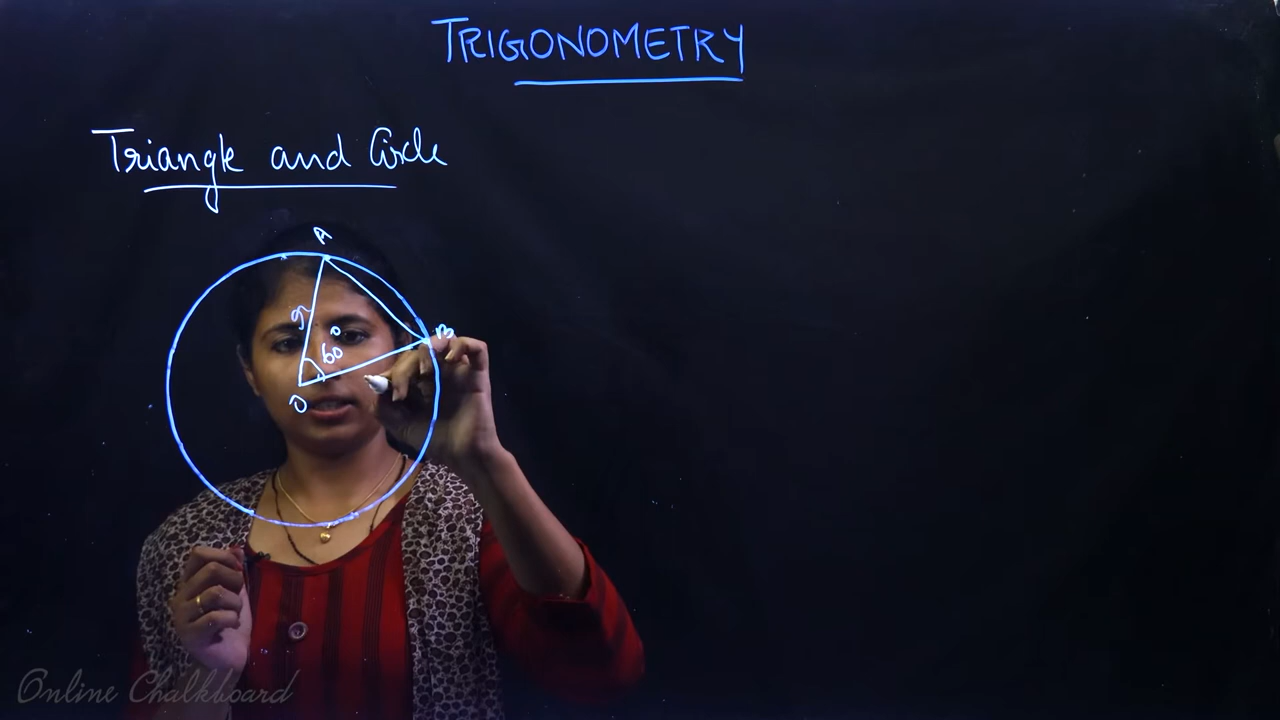 TRIGONOMETRY
Triangle and Circle
A
B
r
60°
O
Online Chalkboard